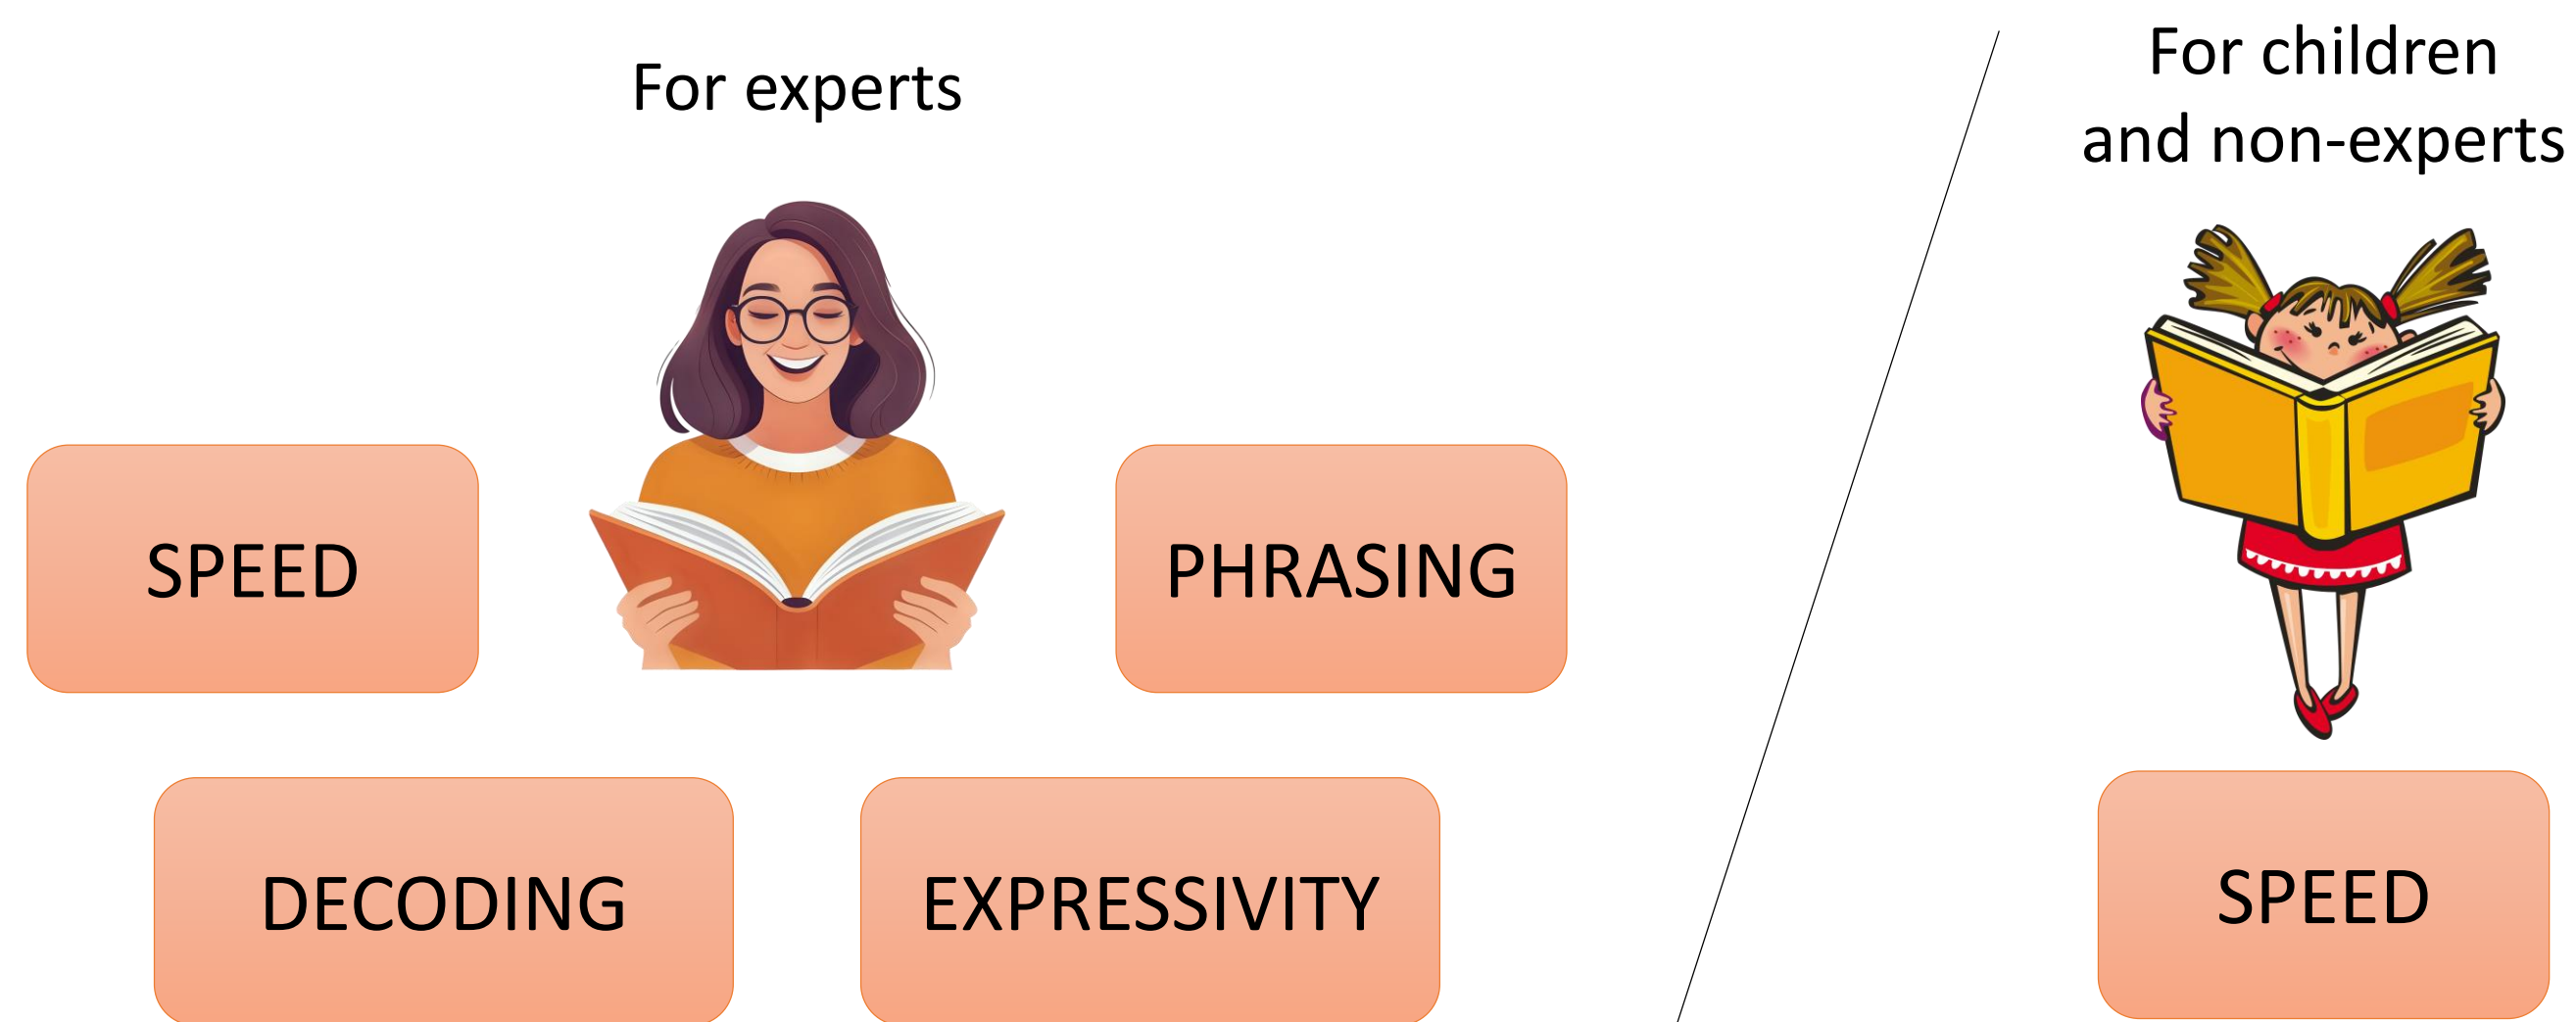 For experts
SPEED
PHRASING
DECODING
EXPRESSIVITY
For children
and non-experts
SPEED